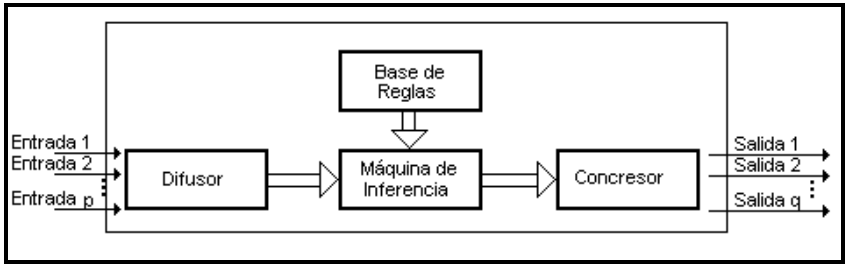 Base de
Reglas
Entrada 1
Entrada 2
Entrada p
Difusor
Máquina de
Inferencia
Concresor
Salida 1
Salida 2
Salida q